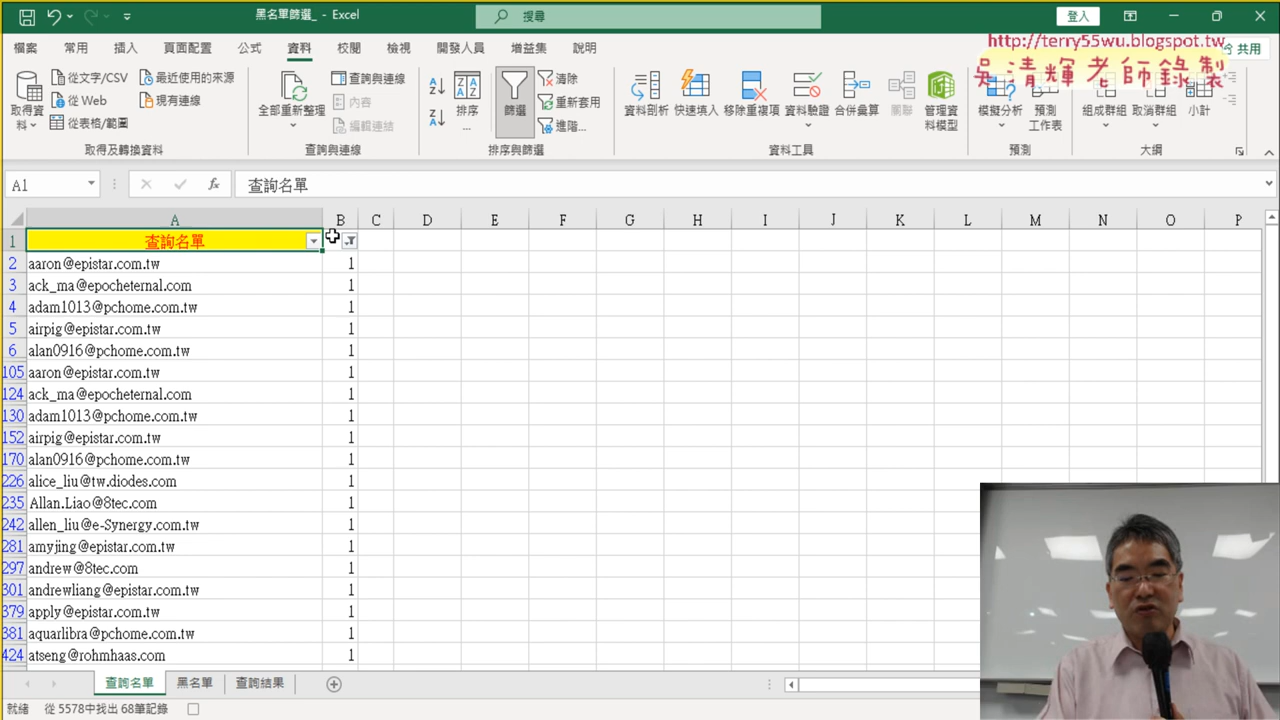 黑名單篩選_ - Excel
搜尋
登入
檔案 常用 插入 頁面配置 公式 資料 校閱 檢視 開發人員 增益集 說明
http://terry55wu.blogspot.tw
共用
吳清輝老師錄製
取得資料
從文字/CSV
從 Web
從表格/範圍
最近使用的來源
現有連線
全部重新整理
查詢與連線
內容
編輯連結
排序...
篩選
清除
重新套用
進階...
資料剖析
快速填入
移除重複項
資料驗證
合併彙算
關聯
管理資料模型
模擬分析
預測工作表
組成群組
取消群組
小計
取得及轉換資料
查詢與連線
排序與篩選
資料工具
預測
大綱
A1
fx
查詢名單
A B C D E F G H I J K L M N O P
1 查詢名單
2 aaron@epistar.com.tw 1
3 ack_ma@epocheternal.com 1
4 adam1013@pchome.com.tw 1
5 airpig@epistar.com.tw 1
6 alan0916@pchome.com.tw 1
105 aaron@epistar.com.tw 1
124 ack_ma@epocheternal.com 1
130 adam1013@pchome.com.tw 1
152 airpig@epistar.com.tw 1
170 alan0916@pchome.com.tw 1
226 alice_liu@tw.diodes.com 1
235 Allan.Liao@8tec.com 1
242 allen_liu@e-Synergy.com.tw 1
281 amyjing@epistar.com.tw 1
297 andrew@8tec.com 1
301 andrewliang@epistar.com.tw 1
379 apply@epistar.com.tw 1
381 aquarlibra@pchome.com.tw 1
424 atseng@rohmhaas.com 1
查詢名單 黑名單 查詢結果
就緒 從 5578中找出 68筆記錄